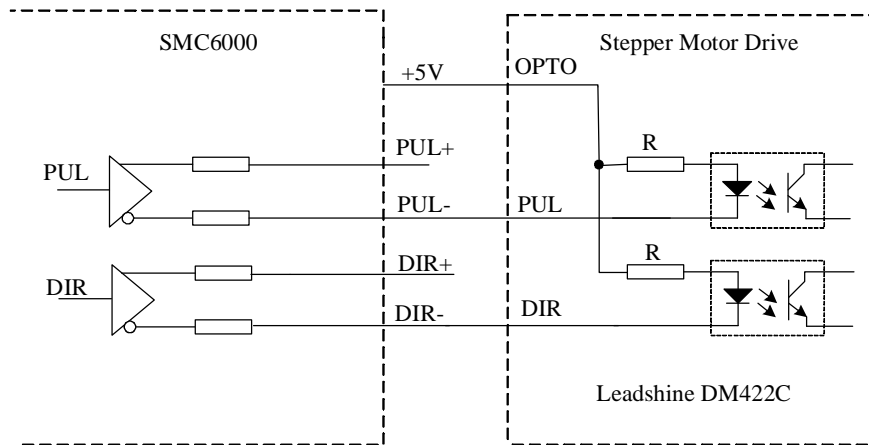 SMC6000
Stepper Motor Drive
+5V
OPTO
PUL
PUL+
R
PUL-
PUL
DIR
DIR+
R
DIR-
DIR
Leadshine DM422C